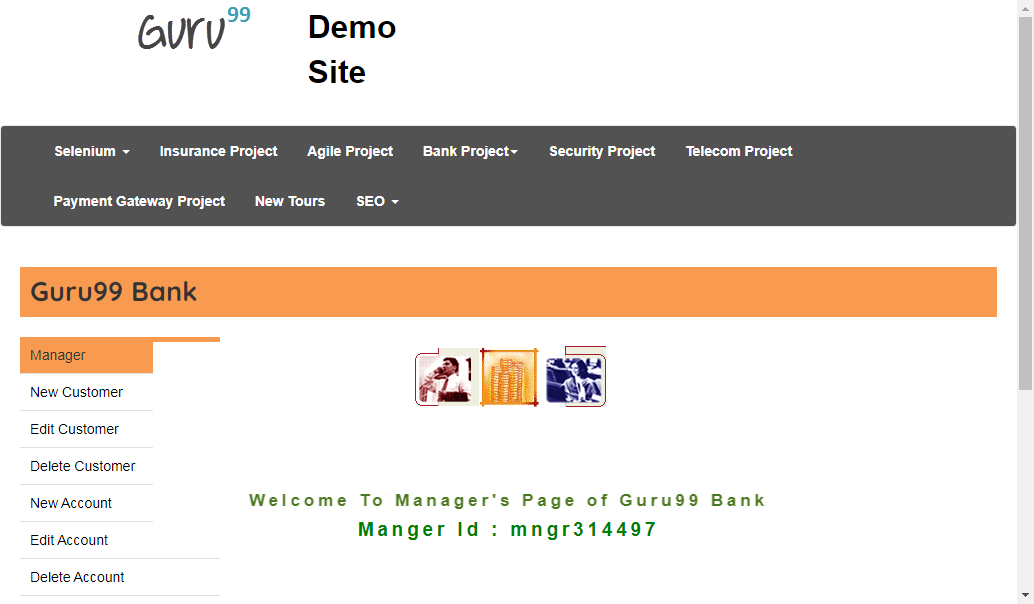 Guru99
Demo
Site
Selenium Insurance Project Agile Project Bank Project Security Project Telecom Project
Payment Gateway Project New Tours SEO
Guru99 Bank
Manager
New Customer
Edit Customer
Delete Customer
New Account
Edit Account
Delete Account
Welcome To Manager's Page of Guru99 Bank
Manger Id : mngr314497